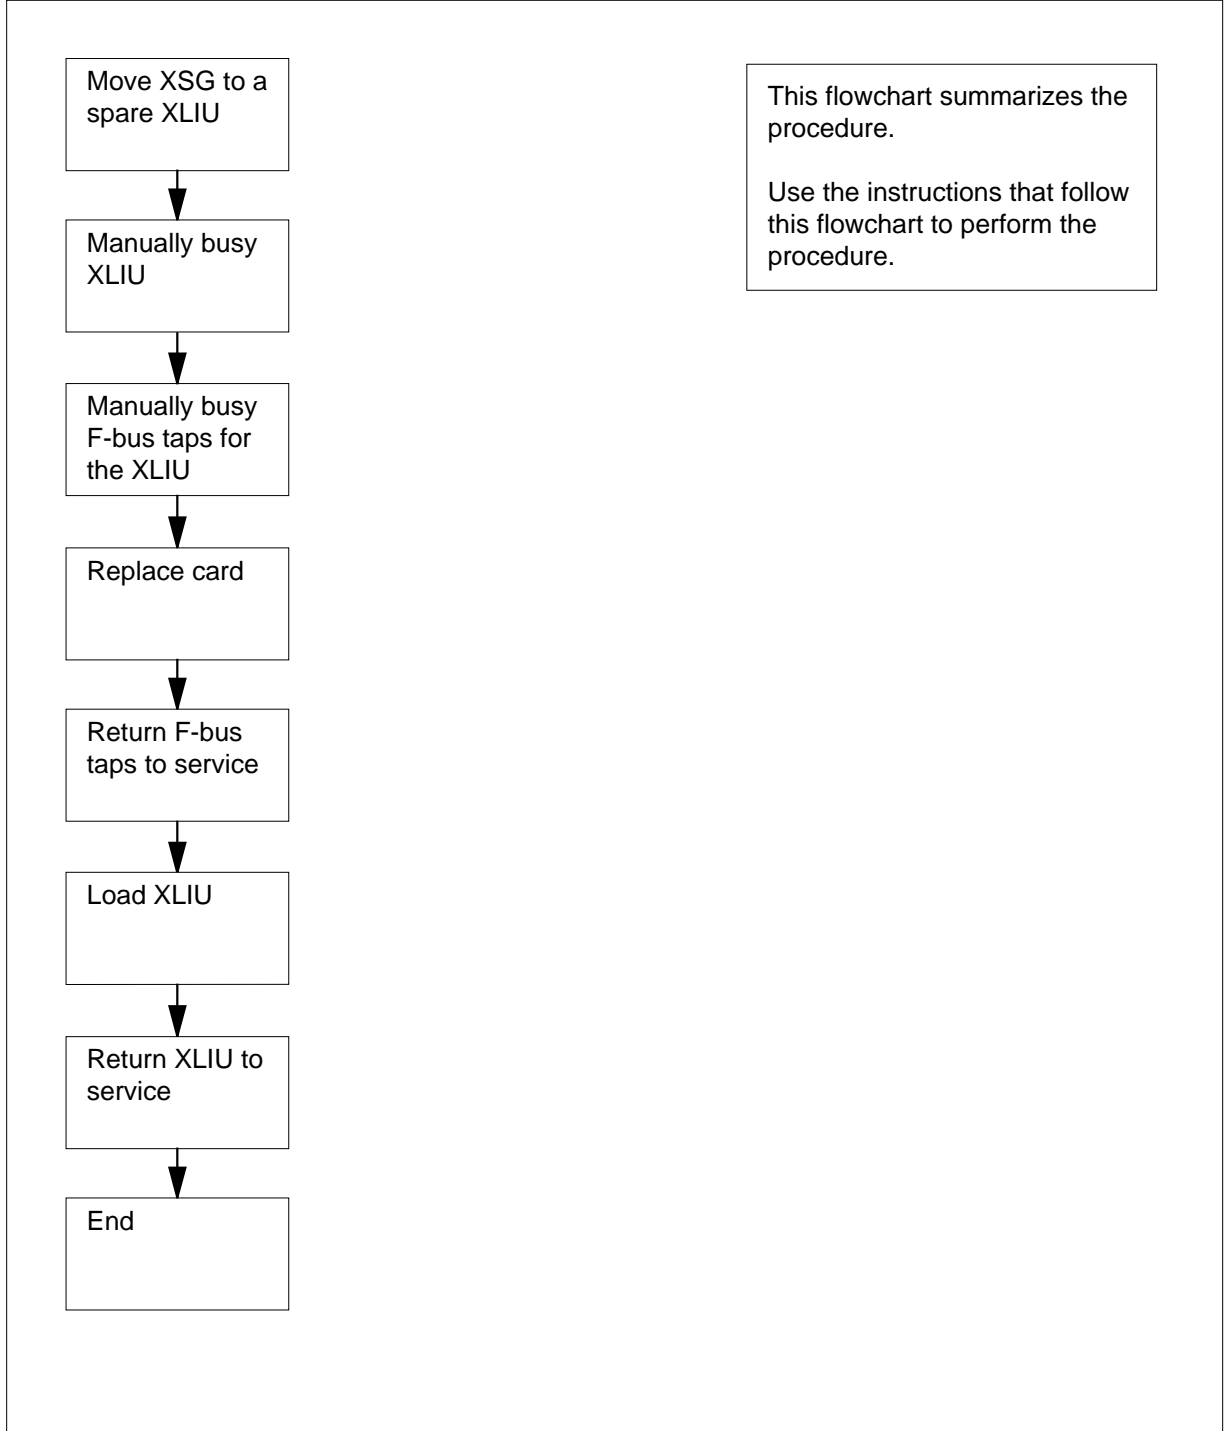 Move XSG to a
spare XLIU
Manually busy
XLIU
Manually busy
F-bus taps for
the XLIU
Replace card
Return F-bus
taps to service
Load XLIU
Return XLIU to
service
End
This flowchart summarizes the
procedure.
Use the instructions that follow
this flowchart to perform the
procedure.